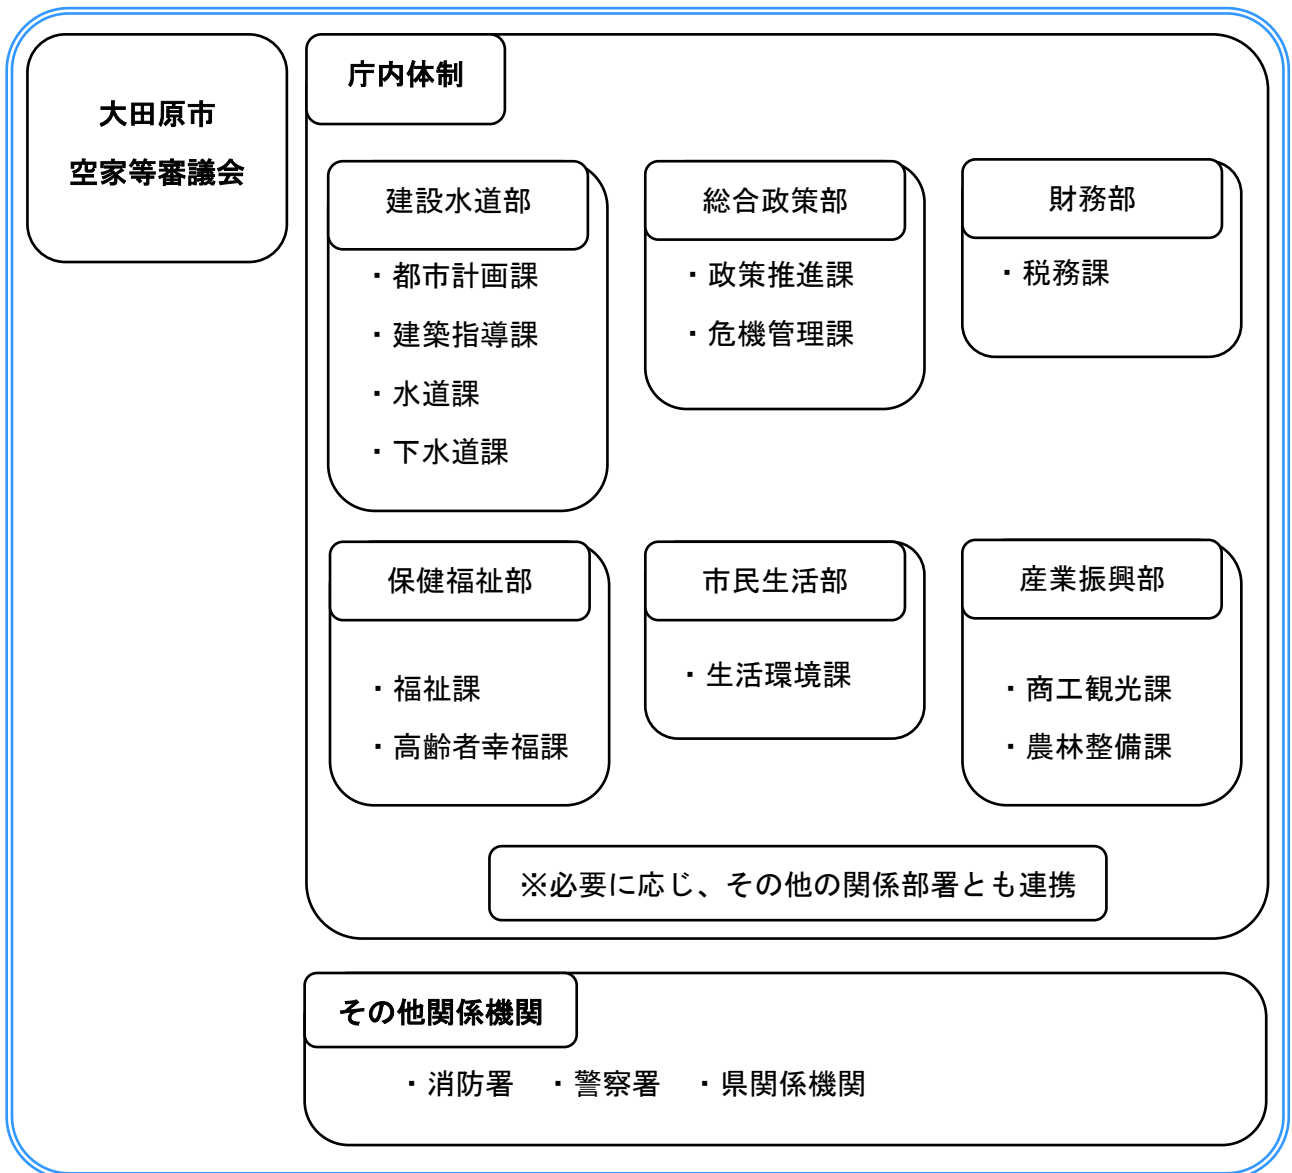 大田原市
空家等審議会
庁内体制
建設水道部
・都市計画課
・建築指導課
・水道課
・下水道課
総合政策部
・政策推進課
・危機管理課
財務部
・税務課
保健福祉部
・福祉課
・高齢者幸福課
市民生活部
・生活環境課
産業振興部
・商工観光課
・農林整備課
※必要に応じ、その他の関係部署とも連携
その他関係機関
・消防署　・警察署　・県関係機関